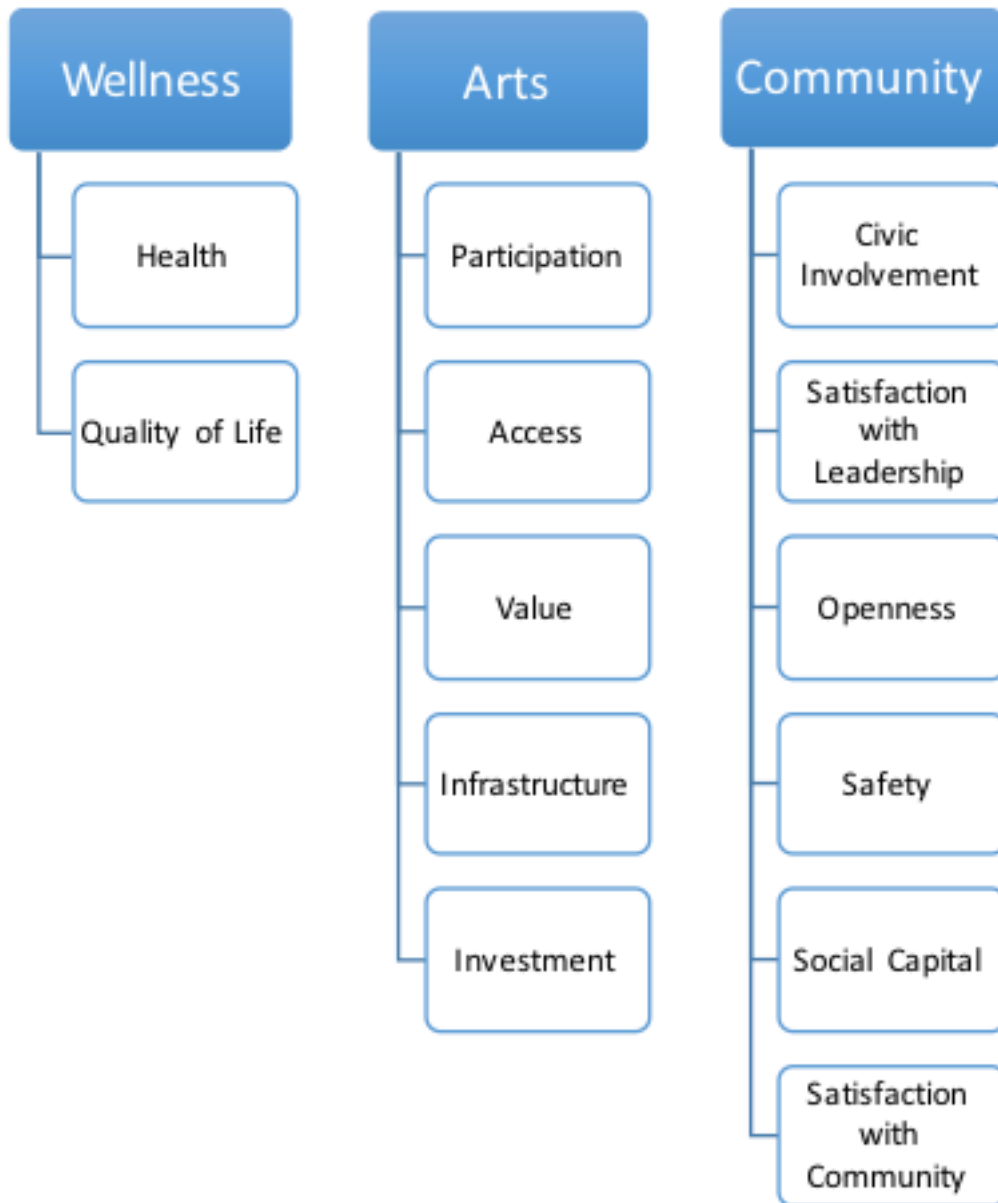 Wellness
Health
Quality of Life
Arts
Participation
Access
Value
Infrastructure
Investment
Community
Civic
Involvement
Satisfaction
with
Leadership
Openness
Safety
Social Capital
Satisfaction
with
Community